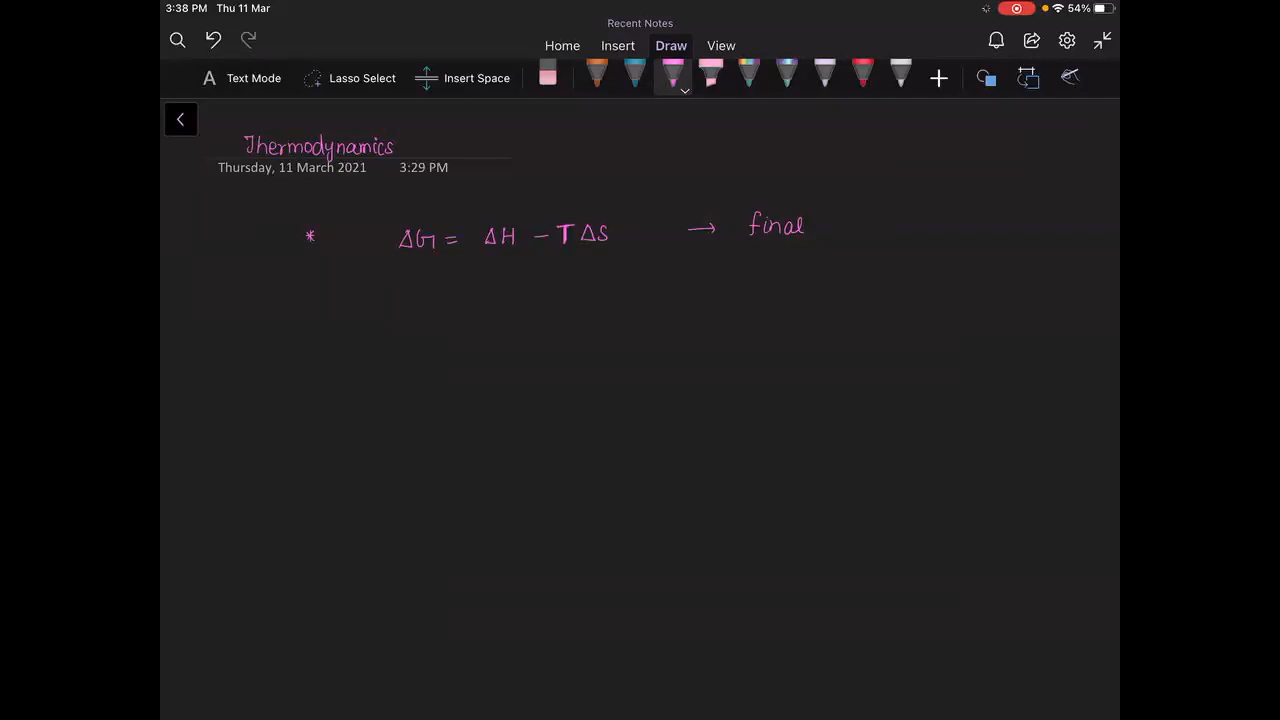 3:38 PM Thu 11 Mar 54%
Recent Notes
Home Insert Draw View
A Text Mode Lasso Select Insert Space
Thermodynamics
Thursday, 11 March 2021 3:29 PM
* ΔG = ΔH - TΔS → final